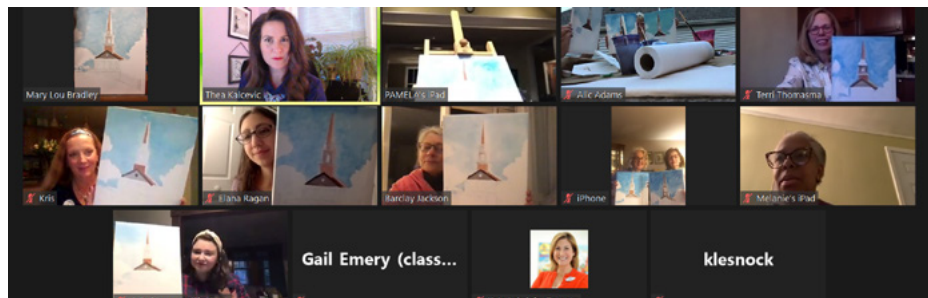 Mary Lou Bradley
Thea Kalcevic
PAMELA's iPad
Alic Adams
Terri Thomasma
Kris
Elana Ragan
Barclay Jackson
iPhone
Melanie's iPad
Gail Emery (class...
klesnock